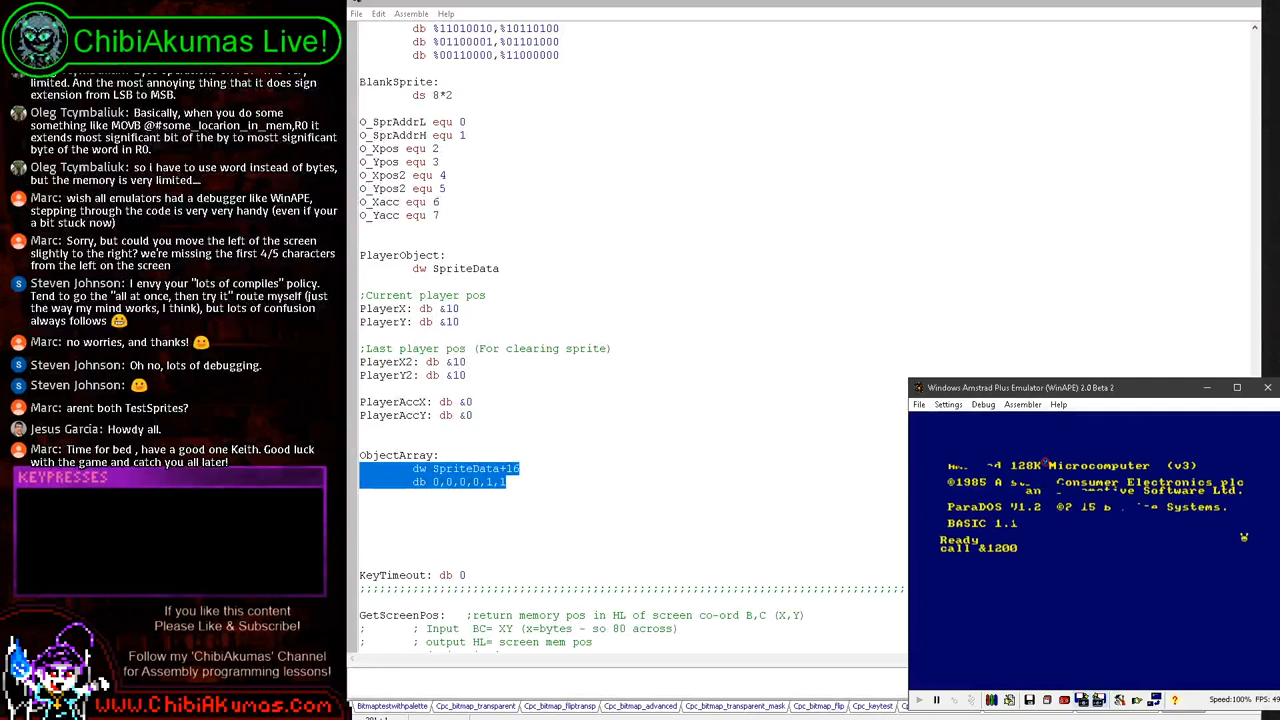 ChibiAkumas Live!
limited. And the most annoying thing that it does sign
extension from LSB to MSB.
Oleg Tcymbaliuk: Basically, when you do some
something like MOVB @#some_locarion_in_mem,R0 it
extends most significant bit of the by to mostt significant
byte of the word in R0.
Oleg Tcymbaliuk: so i have to use word instead of bytes,
but the memory is very limited...
Marc: wish all emulators had a debugger like WinAPE,
stepping through the code is very very handy (even if your
a bit stuck now)
Marc: Sorry, but could you move the left of the screen
slightly to the right? we're missing the first 4/5 characters
from the left on the screen
Steven Johnson: I envy your "lots of compiles" policy.
Tend to go the "all at once, then try it" route myself (just
the way my mind works, I think), but lots of confusion
always follows
Marc: no worries, and thanks!
Steven Johnson: Oh no, lots of debugging.
Steven Johnson:
Marc: arent both TestSprites?
Jesus Garcia: Howdy all.
Marc: Time for bed , have a good one Keith. Good luck
with the game and catch you all later!
KEYPRESSES
If you like this content
Please Like & Subscribe!
Follow my 'ChibiAkumas' Channel
for Assembly programming lessons!
www.ChibiAkumas.com
File Edit Assemble Help
db %11010010,%10110100
db %01100001,%01101000
db %00110000,%11000000
BlankSprite:
ds 8*2
O_SprAddrL equ 0
O_SprAddrH equ 1
O_Xpos equ 2
O_Ypos equ 3
O_Xpos2 equ 4
O_Ypos2 equ 5
O_Xacc equ 6
O_Yacc equ 7
PlayerObject:
dw SpriteData
;Current player pos
PlayerX: db &10
PlayerY: db &10
;Last player pos (For clearing sprite)
PlayerX2: db &10
PlayerY2: db &10
PlayerAccX: db &0
PlayerAccY: db &0
ObjectArray:
dw SpriteData+16
db 0,0,0,0,1,1
KeyTimeout: db 0
;;;;;;;;;;;;;;;;;;;;;;;;;;;;;;;;;;;;;;;;;;;;;;;;;;;;;;;;;;;;;;;;;;;;;;;;;;;;;;;;;;
GetScreenPos: ;return memory pos in HL of screen co-ord B,C (X,Y)
; ; Input BC= XY (x=bytes - so 80 across)
; ; output HL= screen mem pos
Bitmaptestwithpalette Cpc_bitmap_transparent Cpc_bitmap_fliptransp Cpc_bitmap_advanced Cpc_bitmap_transparent_mask Cpc_bitmap_flip Cpc_keytest
Windows Amstrad Plus Emulator (WinAPE) 2.0 Beta 2
File Settings Debug Assembler Help
128K Microcomputer (v3)
©1985 Consumer Electronics plc
Software Ltd.
ParaDOS V1.2 Systems.
BASIC 1.1
Ready
call &1200
Speed:100% FPS: 49